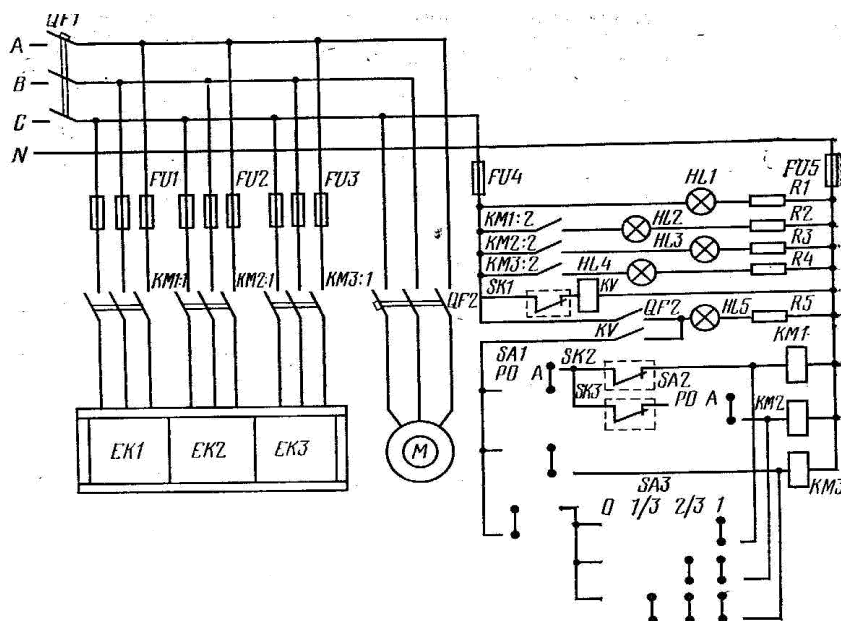 QF1
A
B
C
N
FU1
FU2
FU3
FU4
FU5
HL1
R1
KM1:2
HL2
R2
KM2:2
HL3
R3
KM3:2
HL4
R4
SK1
KV
QF2
HL5
R5
KM1:1
KM2:1
KM3:1
QF2
KV
KM1
SA1
PO A
SK2
SA2
SK3
PO A
KM2
EK1
EK2
EK3
M
SA3
KM3
0 1/3 2/3 1